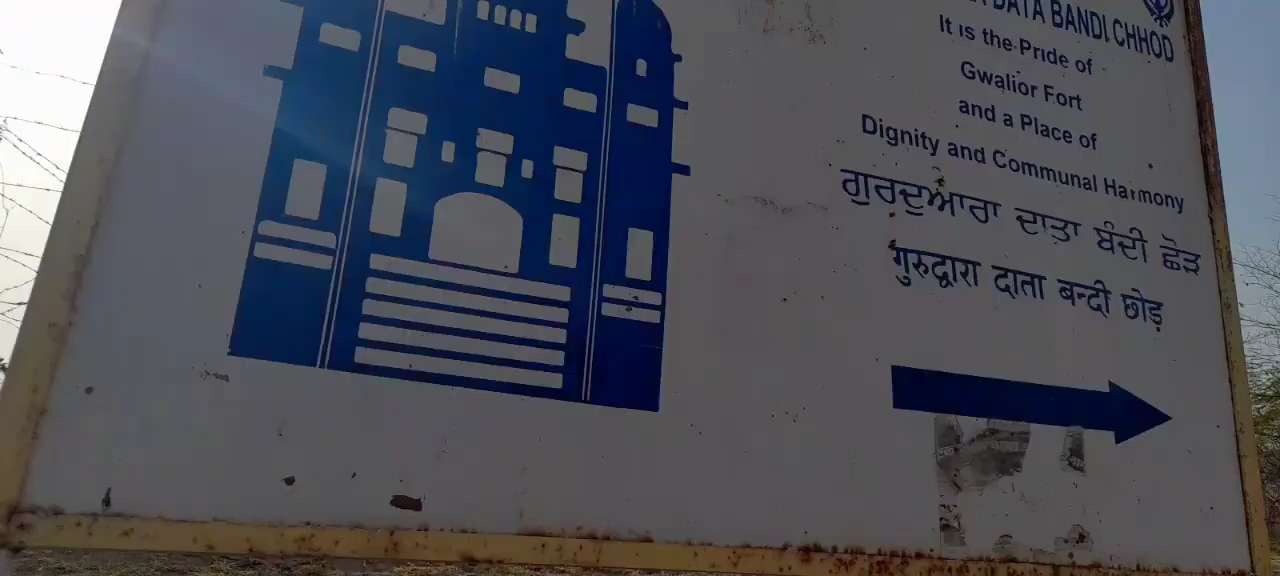 DATA BANDI CHHOD
It is the Pride of
Gwalior Fort
and a Place of
Dignity and Communal Harmony
ਗੁਰਦੁਆਰਾ ਦਾਤਾ ਬੰਦੀ ਛੋੜ
गुरुद्वारा दाता बन्दी छोड़